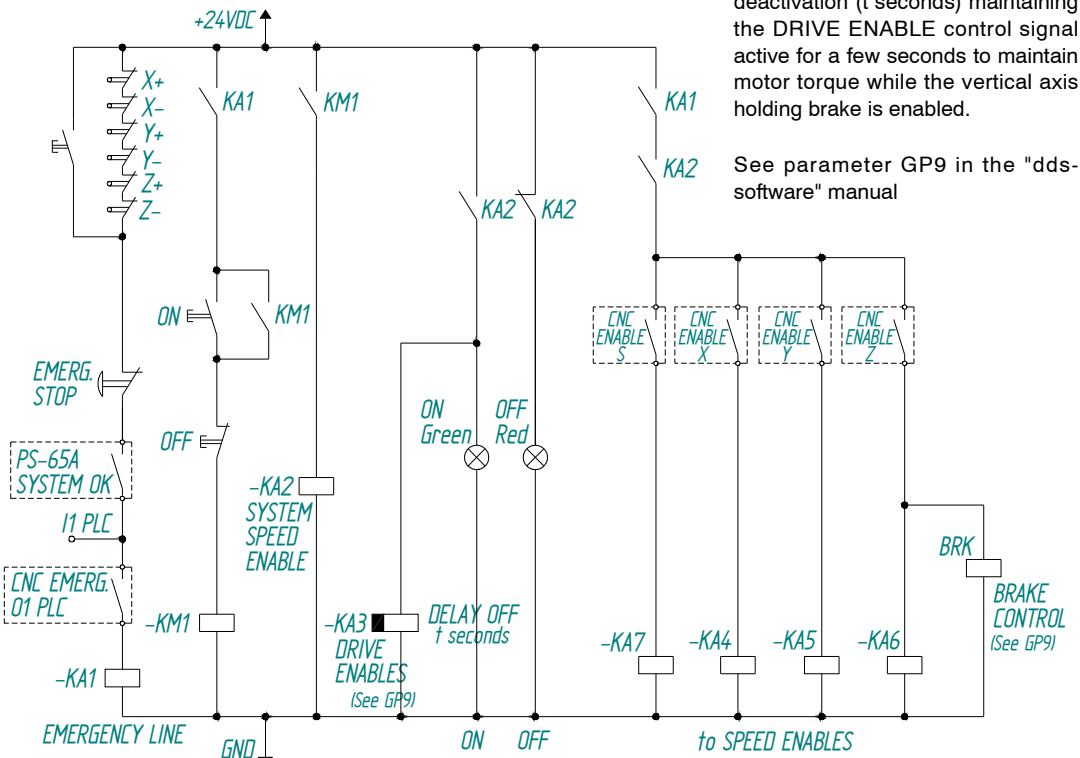 deactivation (t seconds) maintaining
the DRIVE ENABLE control signal
active for a few seconds to maintain
motor torque while the vertical axis
holding brake is enabled.
See parameter GP9 in the "dds-
software" manual
+24VDC
X+
X-
Y+
Y-
Z+
Z-
KA1
KM1
KA1
KA2
KA2
KA2
ON
KM1
CNC
ENABLE
S
CNC
ENABLE
X
CNC
ENABLE
Y
CNC
ENABLE
Z
EMERG.
STOP
OFF
ON
Green
OFF
Red
PS-65A
SYSTEM OK
I1 PLC
-KA2
SYSTEM
SPEED
ENABLE
CNC EMERG.
O1 PLC
BRK
BRAKE
CONTROL
(See GP9)
-KM1
-KA3
DRIVE
ENABLES
(See GP9)
DELAY OFF
t seconds
-KA7
-KA4
-KA5
-KA6
-KA1
EMERGENCY LINE
GND
ON
OFF
to SPEED ENABLES